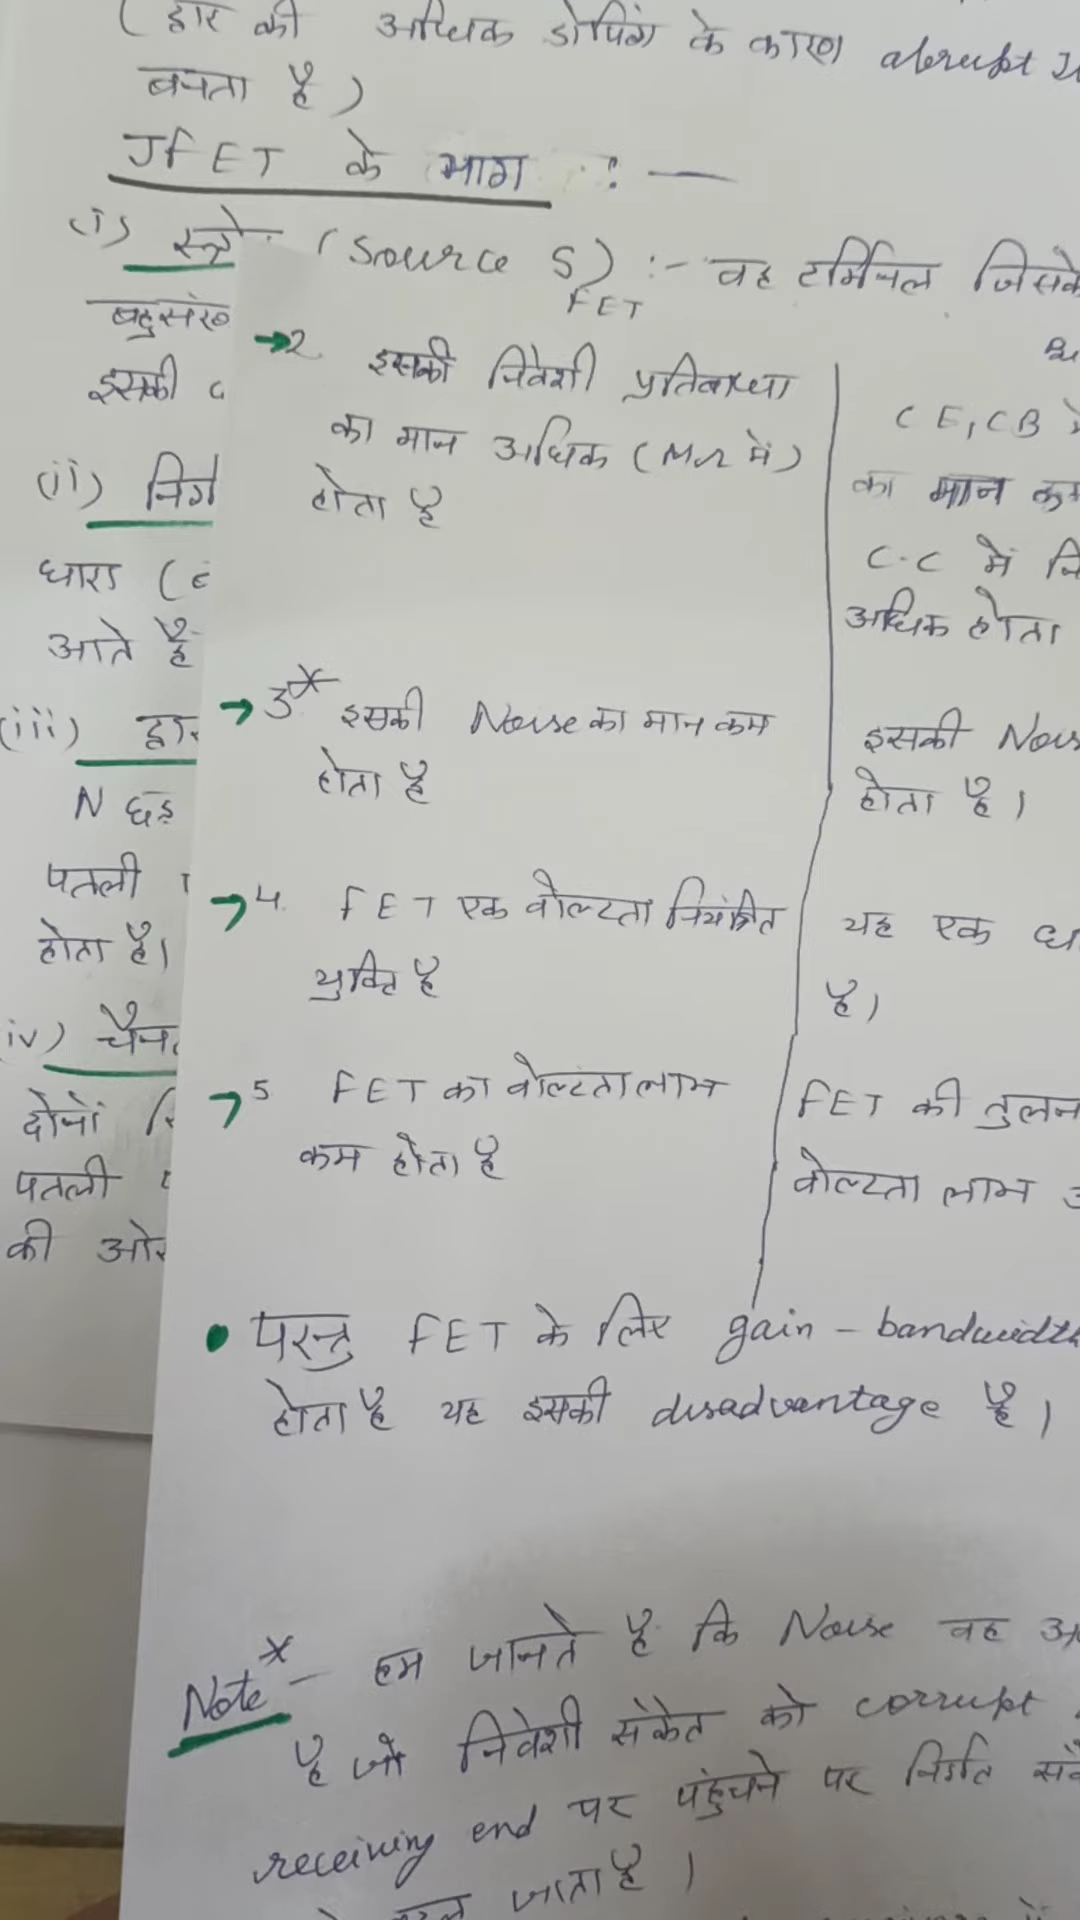 (द्वार की अधिक डोपिंग के कारण abrupt
बनता है)
JFET के भाग :—
(i) (Source S) :- वह टर्मिनल जिसके
बहुसंख
इसकी
(ii) निर्ग
धारा (
आते है
(iii) द्वार
N छड़
पतली
होता है।
(iv) चैनल
दोनों
पतली
की ओर
FET
→2. इसकी निवेशी प्रतिबाधा
का मान अधिक (MΩ में)
होता है
→3* इसकी Noise का मान कम
होता है
→4. FET एक वोल्टता नियंत्रित
युक्ति है
→5 FET का वोल्टता लाभ
कम होता है
CE, CB में
का मान कम
C.C में नि
अधिक होता
इसकी Nois
होता है।
यह एक धा
है।
FET की तुलन
वोल्टता लाभ
• परन्तु FET के लिए gain - bandwidth
होता है यह इसकी disadvantage है।
Note* - हम जानते है कि Noise वह
है जो निवेशी संकेत को corrupt
receiving end पर पंहुचने पर निर्गत संके
जाता है।